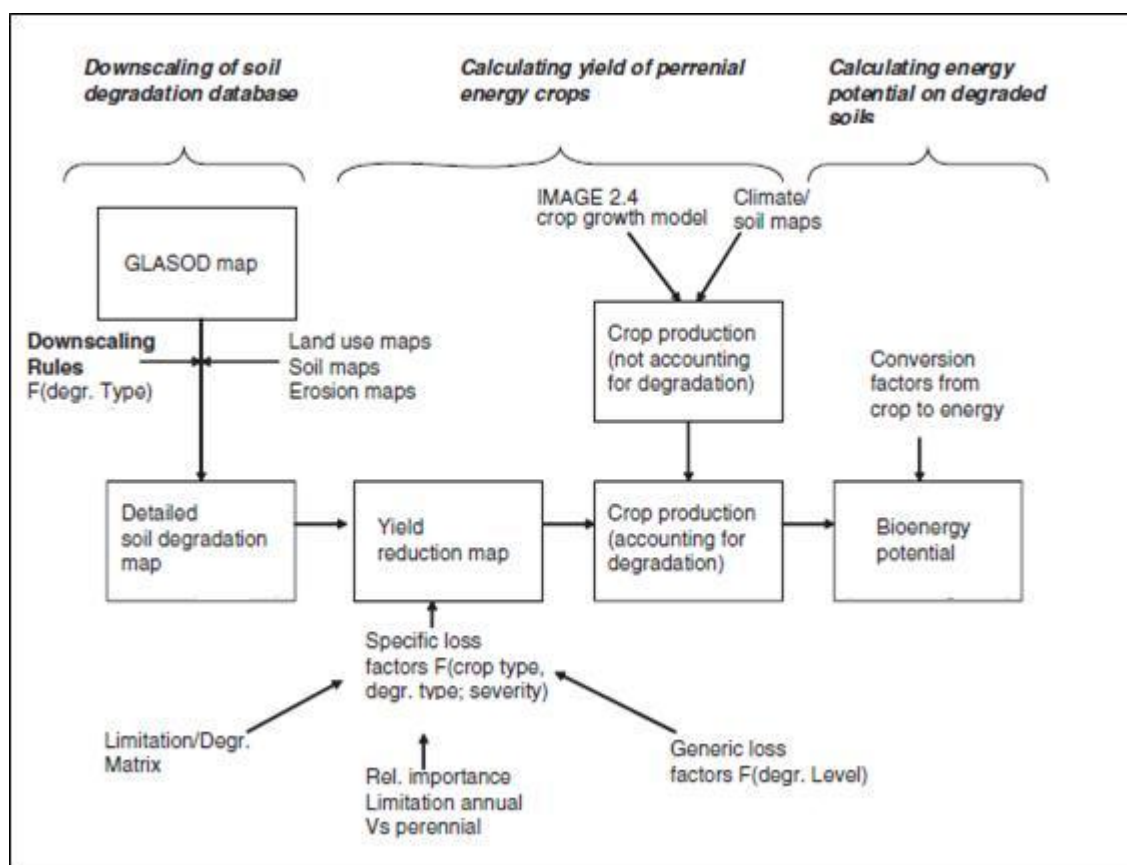 Downscaling of soil
degradation database
Calculating yield of perrenial
energy crops
Calculating energy
potential on degraded
soils
GLASOD map
Downscaling
Rules
F(degr. Type)
Land use maps
Soil maps
Erosion maps
IMAGE 2.4
crop growth model
Climate/
soil maps
Crop production
(not accounting
for degradation)
Conversion
factors from
crop to energy
Detailed
soil degradation
map
Yield
reduction map
Crop production
(accounting for
degradation)
Bioenergy
potential
Specific loss
factors F(crop type,
degr. type; severity)
Limitation/Degr.
Matrix
Rel. importance
Limitation annual
Vs perennial
Generic loss
factors F(degr. Level)